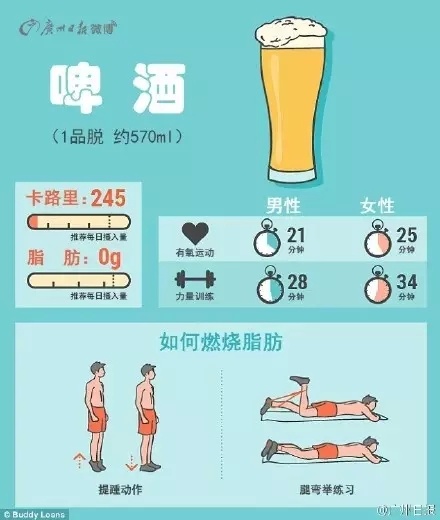 廣州日报微博
啤酒
（1品脱 约570ml）
卡路里：245
推荐每日摄入量
脂 肪：0g
推荐每日摄入量
男性
女性
有氧运动
21
分钟
25
分钟
力量训练
28
分钟
34
分钟
如何燃烧脂肪
提踵动作
腿弯举练习
© Buddy Loans
@广州日报